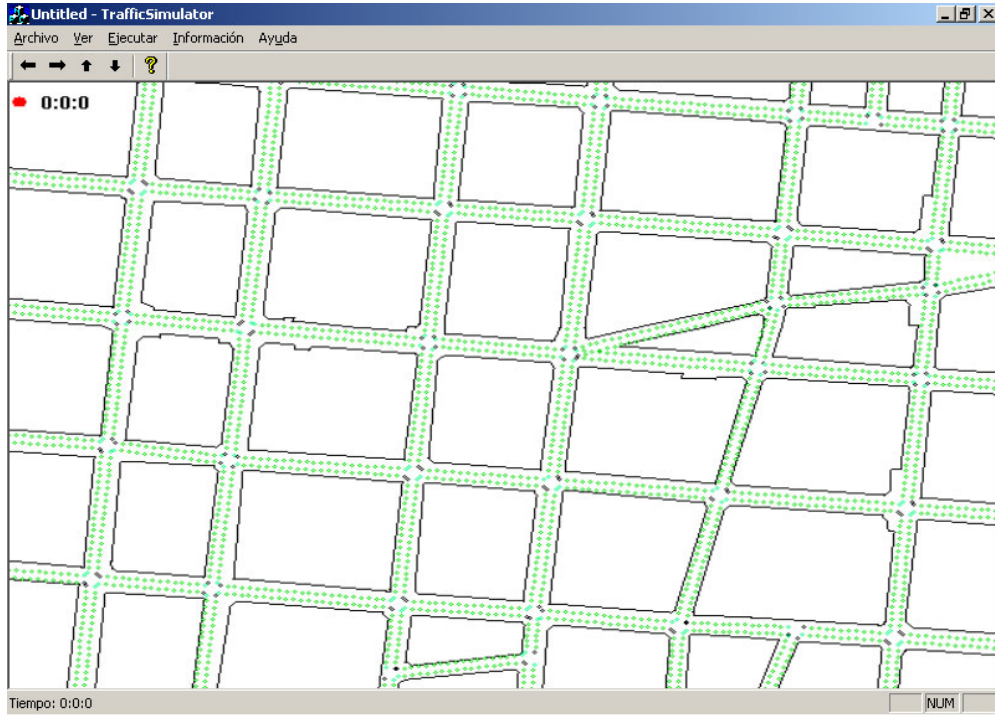 Untitled - TrafficSimulator
Archivo Ver Ejecutar Información Ayuda
?
0:0:0
Tiempo: 0:0:0 NUM